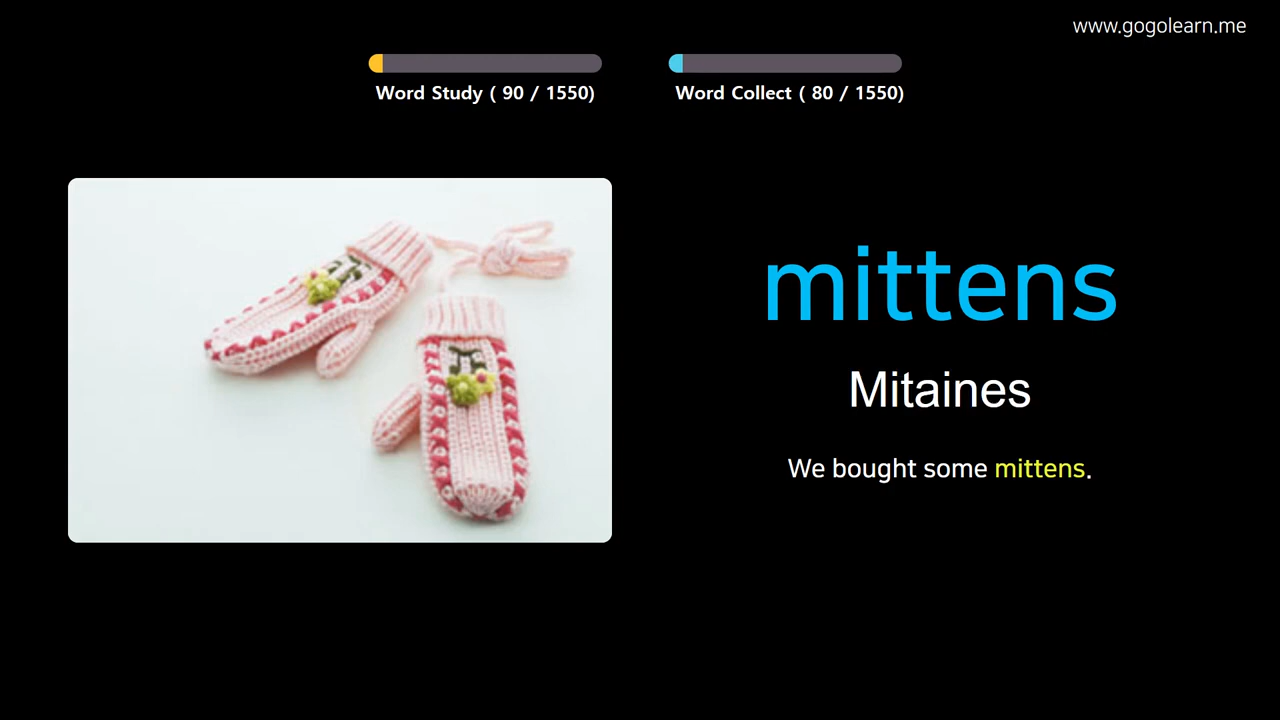 www.gogolearn.me
Word Study ( 90 / 1550)
Word Collect ( 80 / 1550)
mittens
Mitaines
We bought some mittens.